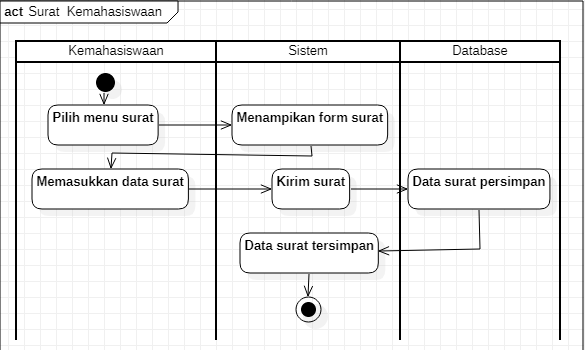 act Surat Kemahasiswaan
Kemahasiswaan
Sistem
Database
Pilih menu surat
Menampikan form surat
Memasukkan data surat
Kirim surat
Data surat persimpan
Data surat tersimpan